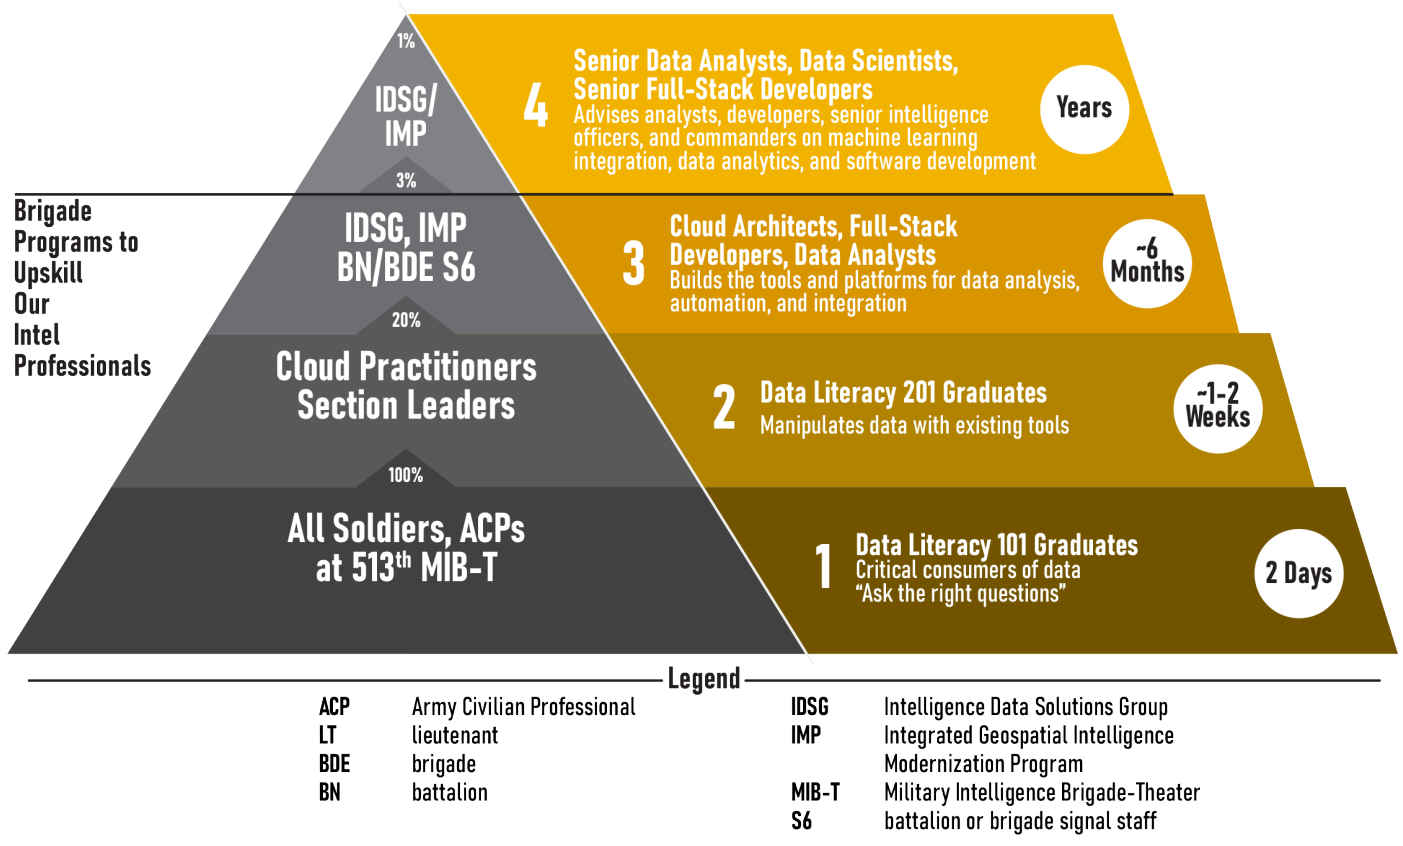 1%
IDSG/
IMP
4
Senior Data Analysts, Data Scientists,
Senior Full-Stack Developers
Advises analysts, developers, senior intelligence
officers, and commanders on machine learning
integration, data analytics, and software development
Years
Brigade
Programs to
Upskill
Our
Intel
Professionals
3%
IDSG, IMP
BN/BDE S6
3
Cloud Architects, Full-Stack
Developers, Data Analysts
Builds the tools and platforms for data analysis,
automation, and integration
~6
Months
20%
Cloud Practitioners
Section Leaders
2
Data Literacy 201 Graduates
Manipulates data with existing tools
~1-2
Weeks
100%
All Soldiers, ACPs
at 513th MIB-T
1
Data Literacy 101 Graduates
Critical consumers of data
“Ask the right questions”
2 Days
Legend
ACP Army Civilian Professional
LT lieutenant
BDE brigade
BN battalion
IDSG Intelligence Data Solutions Group
IMP Integrated Geospatial Intelligence
Modernization Program
MIB-T Military Intelligence Brigade-Theater
S6 battalion or brigade signal staff